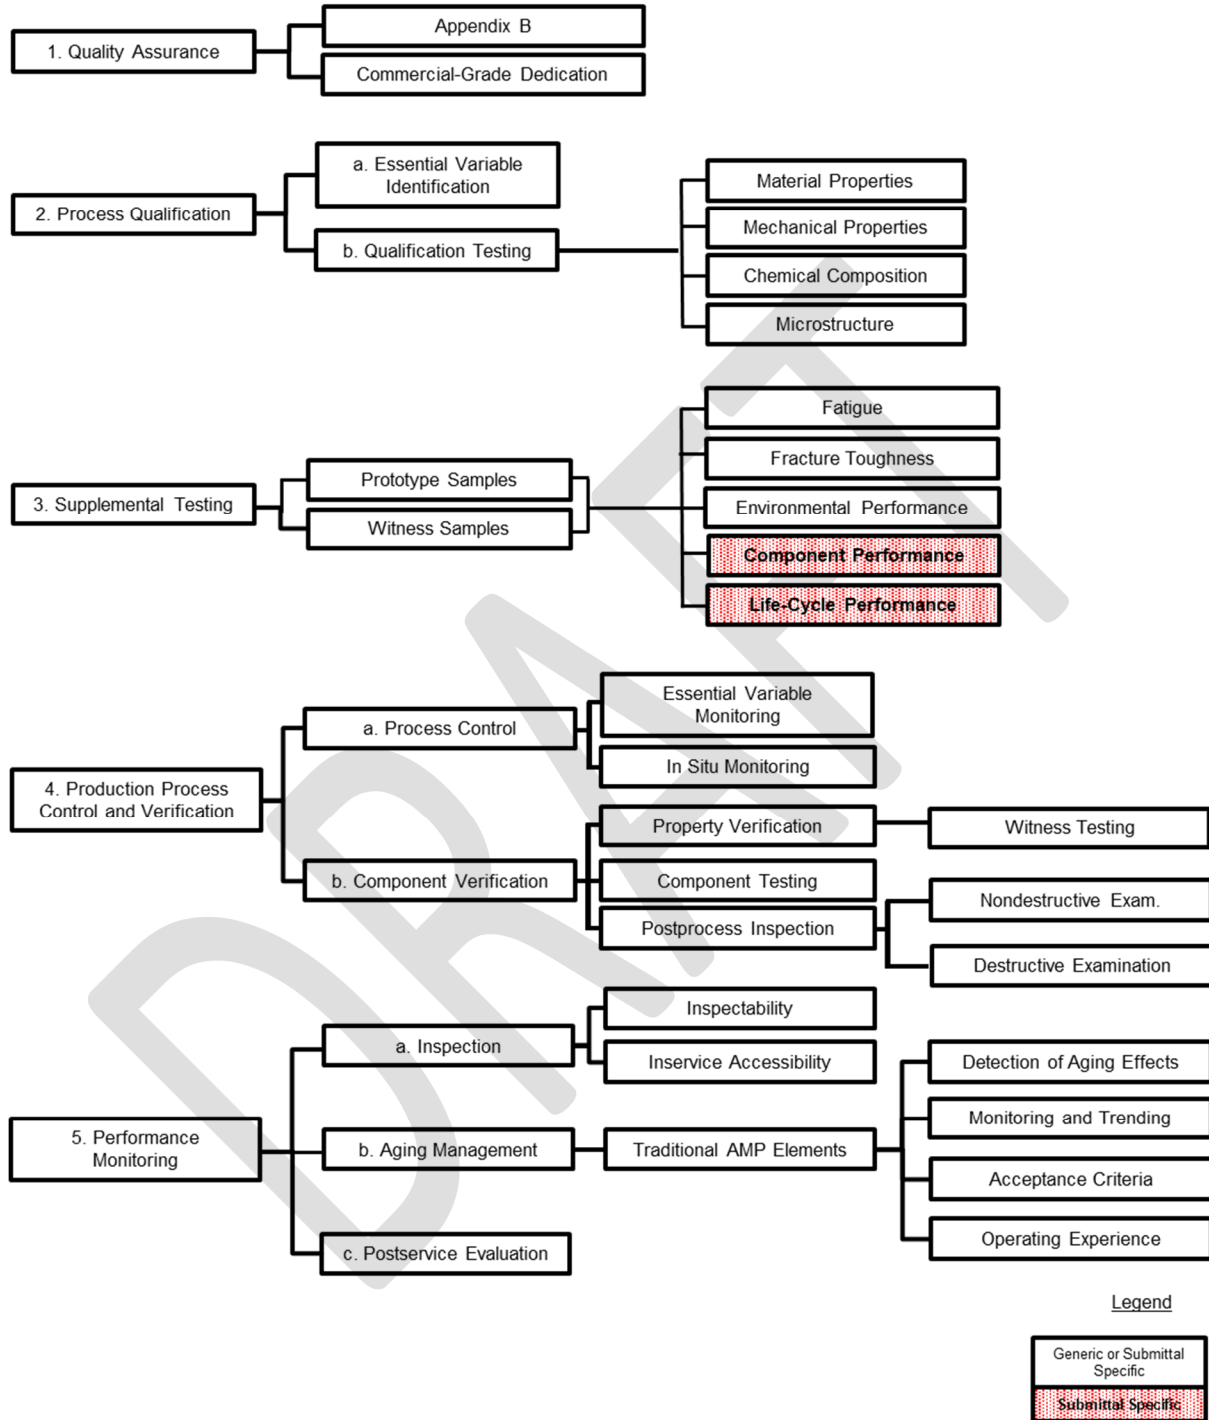 1. Quality Assurance
Appendix B
Commercial-Grade Dedication
2. Process Qualification
a. Essential Variable
Identification
b. Qualification Testing
Material Properties
Mechanical Properties
Chemical Composition
Microstructure
3. Supplemental Testing
Prototype Samples
Witness Samples
Fatigue
Fracture Toughness
Environmental Performance
Component Performance
Life-Cycle Performance
4. Production Process
Control and Verification
a. Process Control
Essential Variable
Monitoring
In Situ Monitoring
b. Component Verification
Property Verification
Witness Testing
Component Testing
Postprocess Inspection
Nondestructive Exam.
Destructive Examination
5. Performance
Monitoring
a. Inspection
Inspectability
Inservice Accessibility
b. Aging Management
Traditional AMP Elements
Detection of Aging Effects
Monitoring and Trending
Acceptance Criteria
Operating Experience
c. Postservice Evaluation
Legend
Generic or Submittal
Specific
Submittal Specific
DRAFT